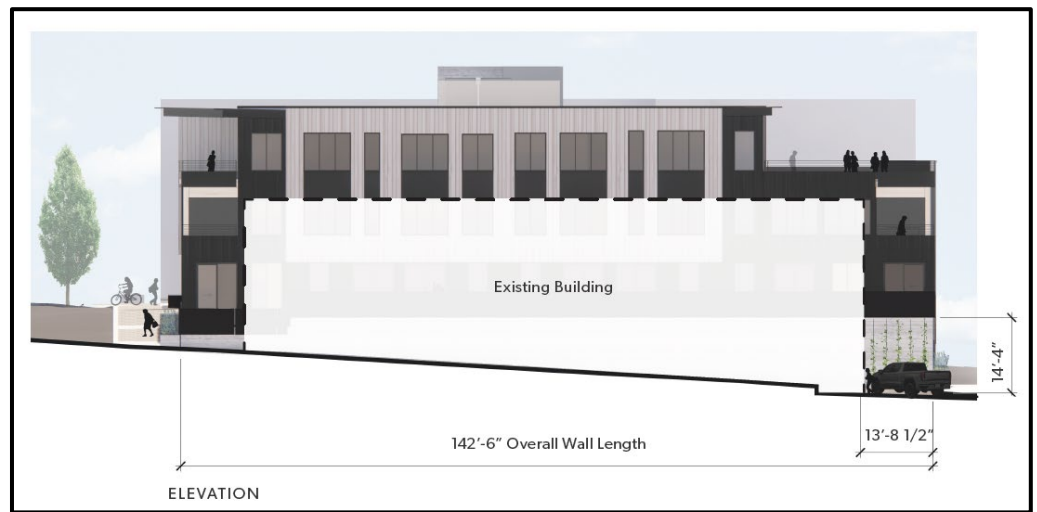 Existing Building
14'-4"
13'-8 1/2"
142'-6" Overall Wall Length
ELEVATION